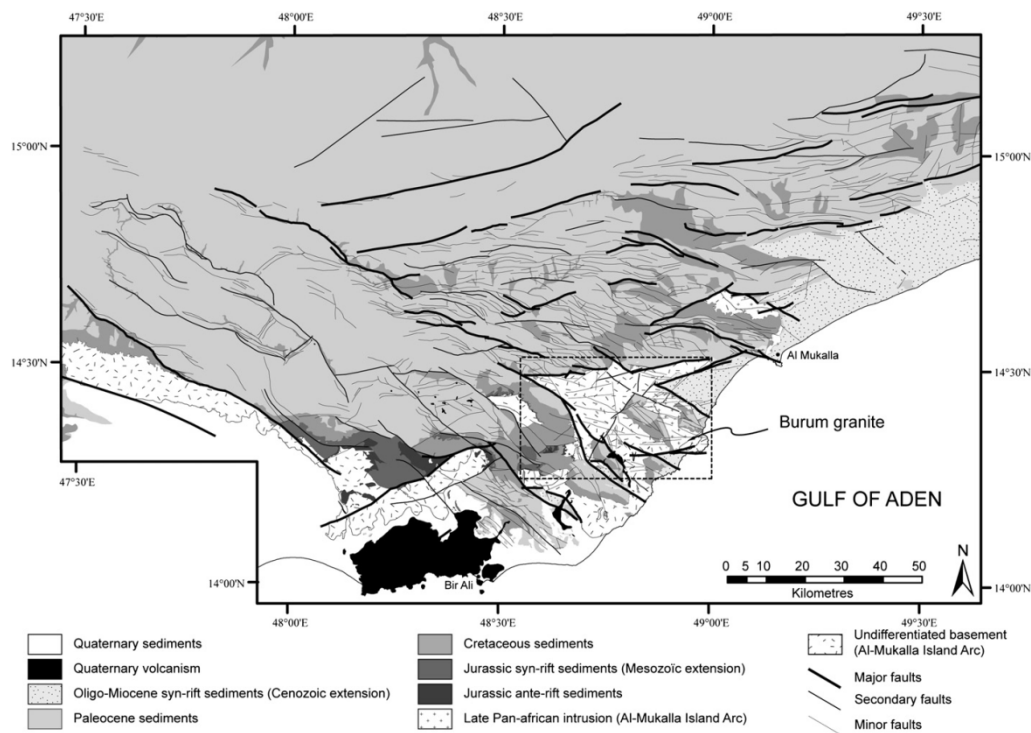 47°30'E 48°00'E 48°30'E 49°00'E 49°30'E
15°00'N
15°00'N
14°30'N
14°30'N
Al Mukalla
Burum granite
47°30'E
GULF OF ADEN
N
14°00'N
Bir Ali
0 5 10 20 30 40 50
Kilometres
14°00'N
48°00'E 48°30'E 49°00'E 49°30'E
Quaternary sediments
Quaternary volcanism
Oligo-Miocene syn-rift sediments (Cenozoic extension)
Paleocene sediments
Cretaceous sediments
Jurassic syn-rift sediments (Mesozoïc extension)
Jurassic ante-rift sediments
Late Pan-african intrusion (Al-Mukalla Island Arc)
Undifferentiated basement
(Al-Mukalla Island Arc)
Major faults
Secondary faults
Minor faults